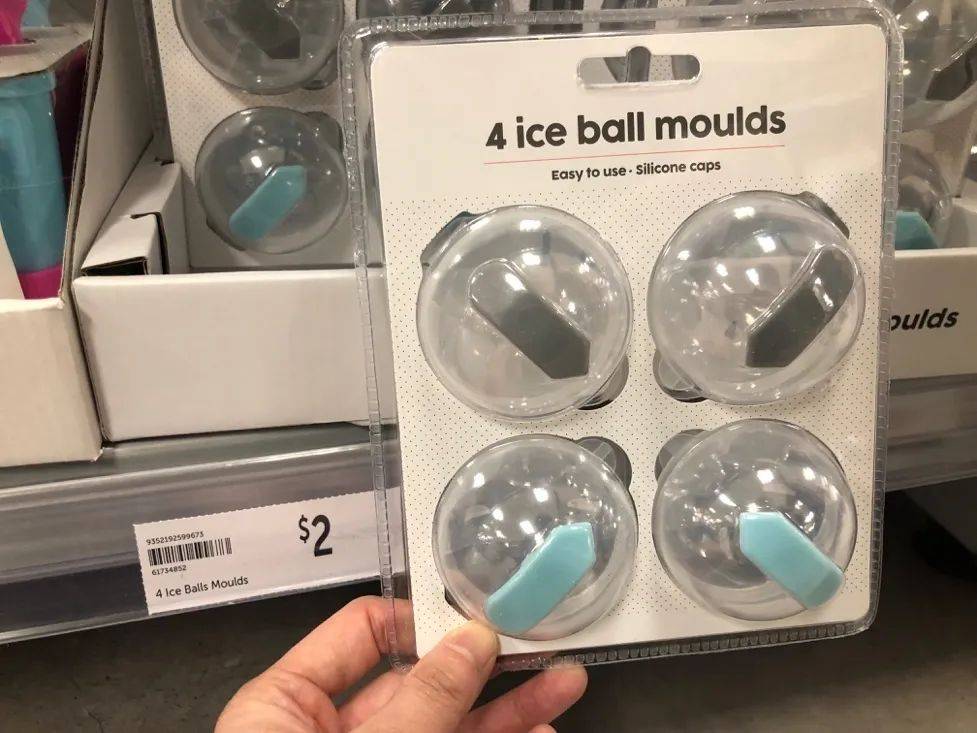 4 ice ball moulds
Easy to use · Silicone caps
oulds
9352192599673
$2
61734852
4 Ice Balls Moulds